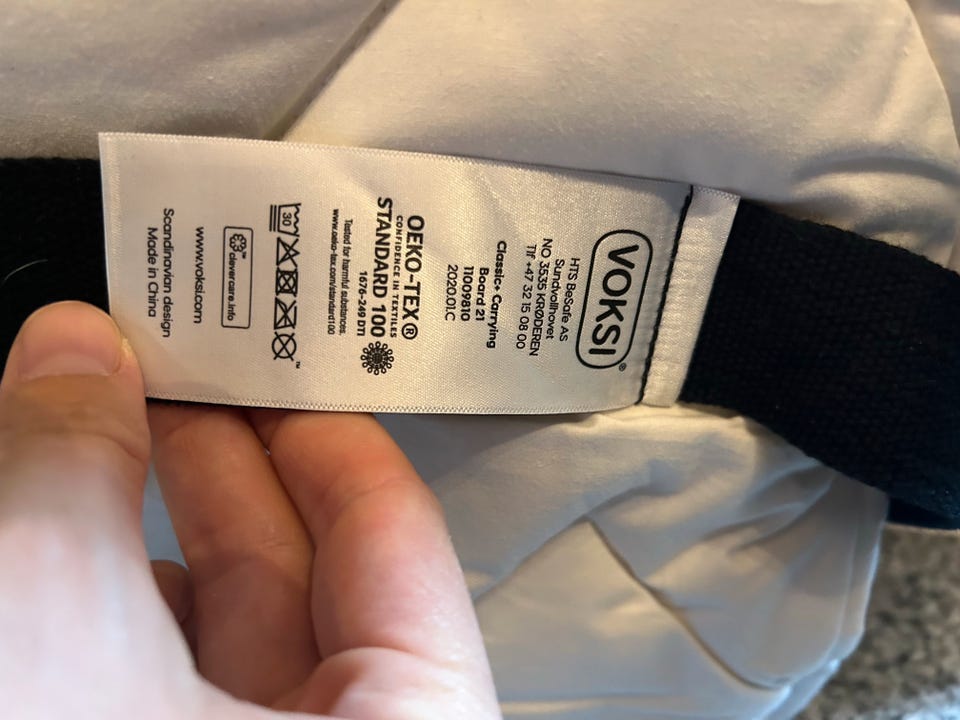 VOKSI®
HTS BeSafe AS
Sundvollhovet
NO 3535 KRØDEREN
Tlf +47 32 15 08 00
Classic+ Carrying
Board 21
11009810
2020.01.C
OEKO-TEX®
CONFIDENCE IN TEXTILES
STANDARD 100
1676-249 DTI
Tested for harmful substances.
www.oeko-tex.com/standard100
30
™
clevercare.info
www.voksi.com
Scandinavian design
Made in China